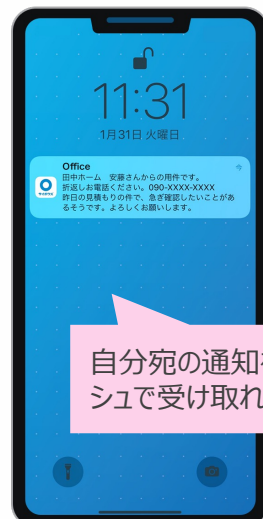 11:31
1月31日 火曜日
Office
今
田中ホーム　安藤さんからの用件です。
折返しお電話ください。090-XXXX-XXXX
昨日の見積もりの件で、急ぎ確認したいことがあ
るそうです。よろしくお願いします。
自分宛の通知を
シュで受け取れ